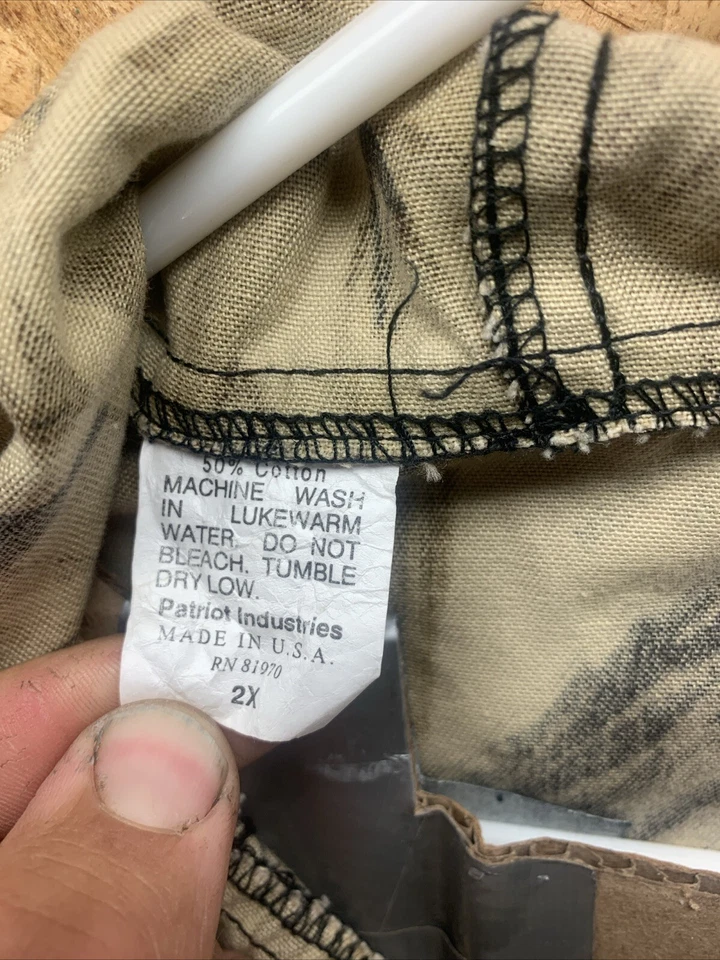 50% Cotton
MACHINE WASH
IN LUKEWARM
WATER. DO NOT
BLEACH. TUMBLE
DRY LOW.
Patriot Industries
MADE IN U.S.A.
RN 81970
2X